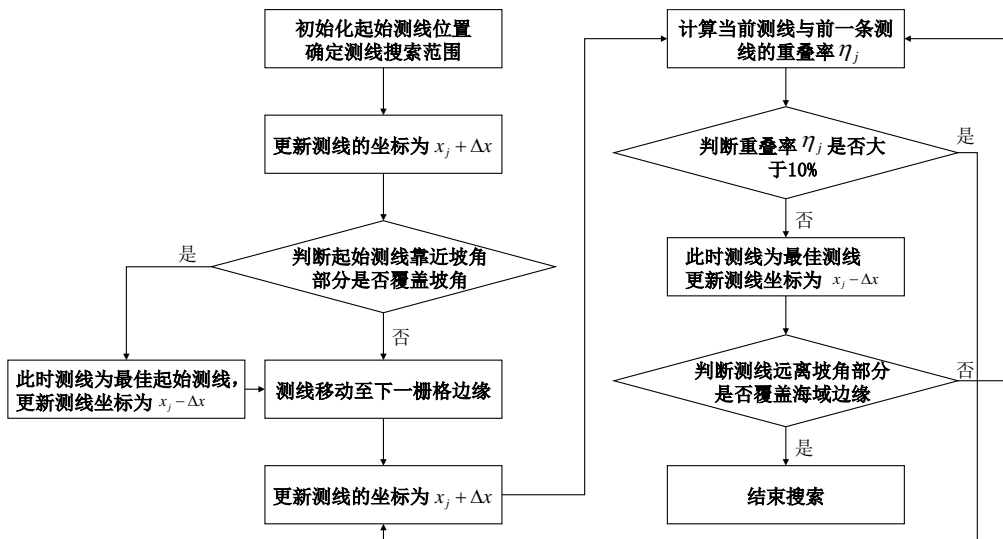 初始化起始测线位置
确定测线搜索范围
更新测线的坐标为 x_j + Δx
是
判断起始测线靠近坡角
部分是否覆盖坡角
否
此时测线为最佳起始测线，
更新测线坐标为 x_j − Δx
测线移动至下一栅格边缘
更新测线的坐标为 x_j + Δx
计算当前测线与前一条测
线的重叠率 η_j
判断重叠率 η_j 是否大
于10%
是
否
此时测线为最佳测线
更新测线坐标为 x_j − Δx
判断测线远离坡角部分
是否覆盖海域边缘
否
是
结束搜索